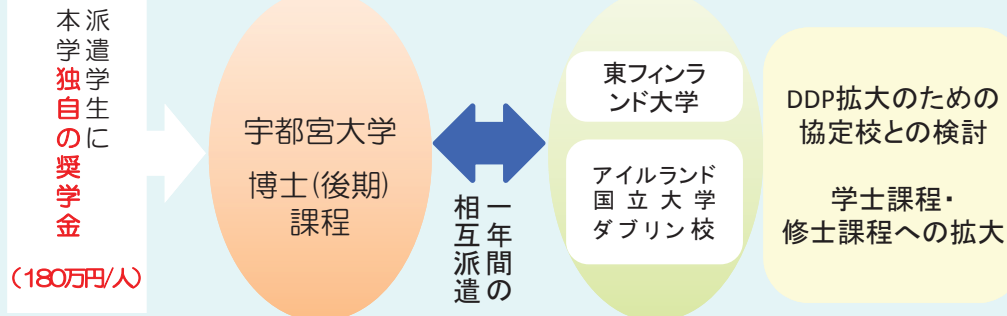 派遣学生に
本学独自の奨学金
(180万円/人)
宇都宮大学
博士(後期)
課程
一年間の
相互派遣
東フィンラ
ンド大学
アイルランド
国立大学
ダブリン校
DDP拡大のための
協定校との検討
学士課程・
修士課程への拡大